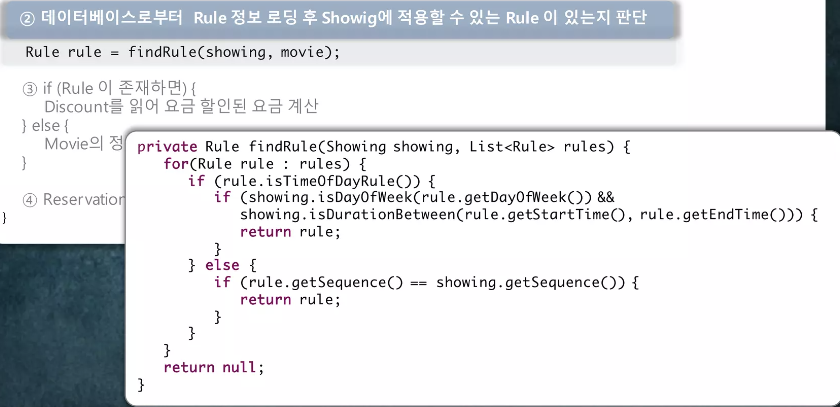 ② 데이터베이스로부터 Rule 정보 로딩 후 Showig에 적용할 수 있는 Rule 이 있는지 판단
Rule rule = findRule(showing, movie);
③ if (Rule 이 존재하면) {
Discount를 읽어 요금 할인된 요금 계산
} else {
Movie의 정
}
④ Reservation
}
private Rule findRule(Showing showing, List<Rule> rules) {
for(Rule rule : rules) {
if (rule.isTimeOfDayRule()) {
if (showing.isDayOfWeek(rule.getDayOfWeek()) &&
showing.isDurationBetween(rule.getStartTime(), rule.getEndTime())) {
return rule;
}
} else {
if (rule.getSequence() == showing.getSequence()) {
return rule;
}
}
}
return null;
}